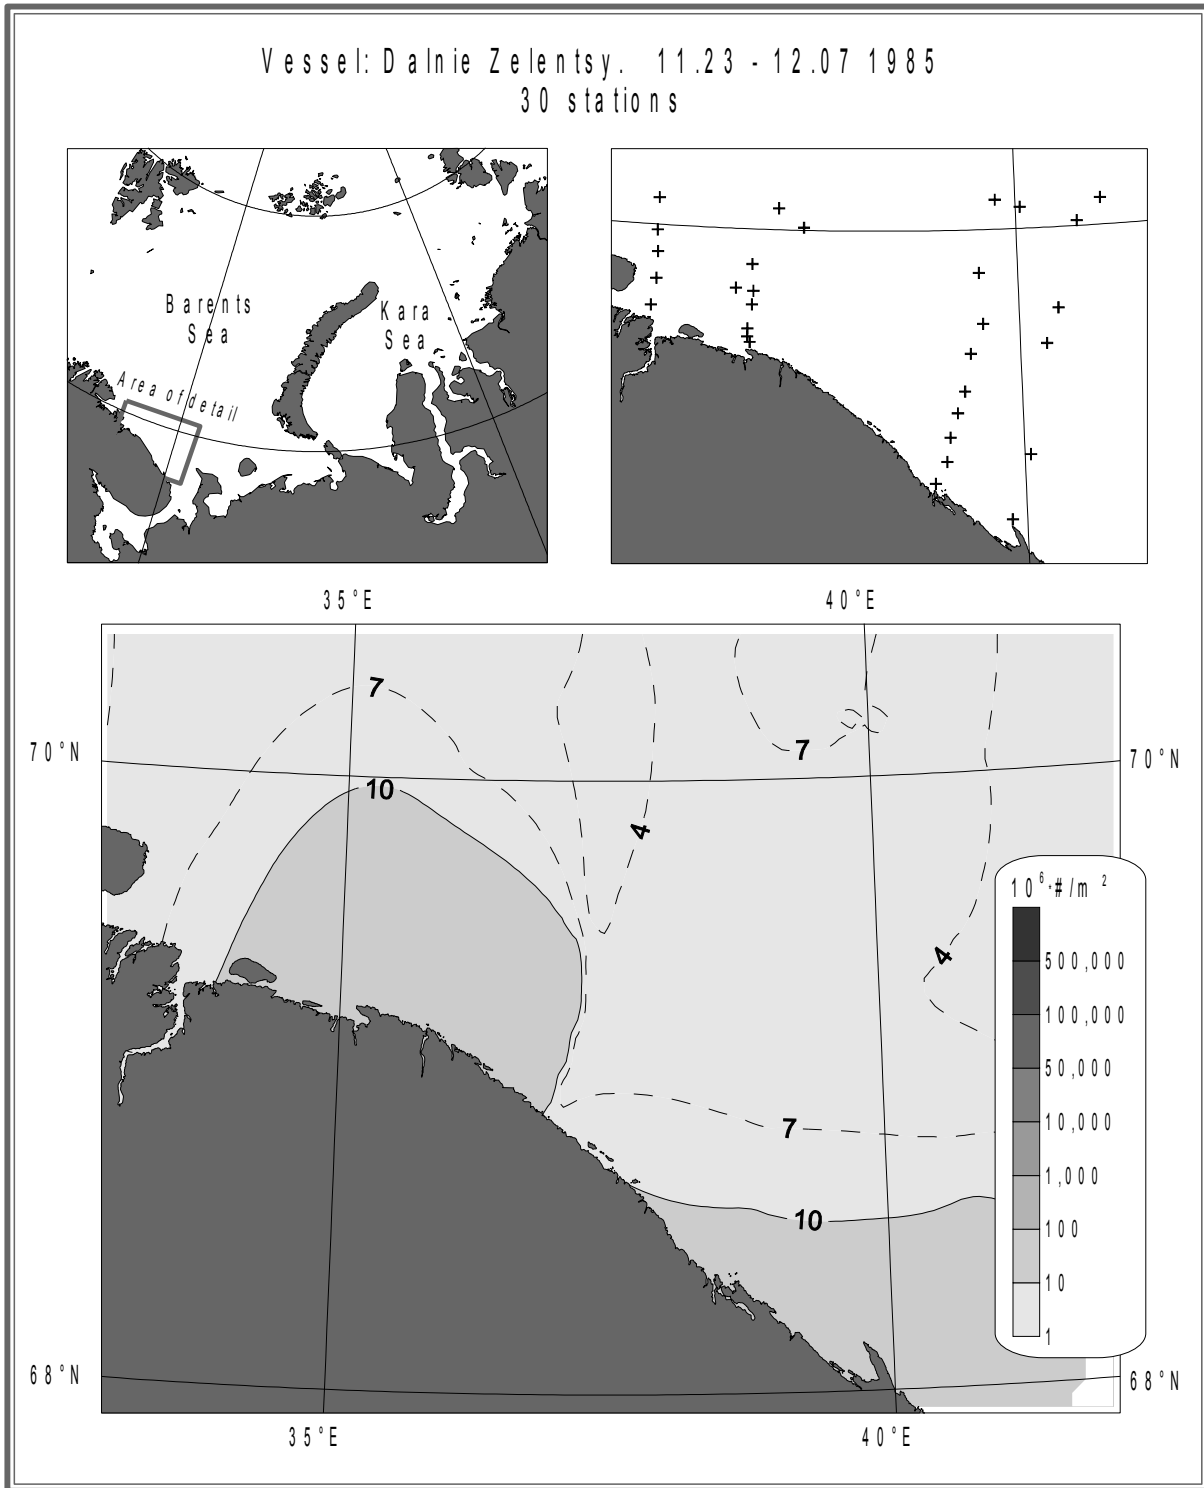 Vessel: Dalnie Zelentsy. 11.23 - 12.07 1985
30 stations
Barents
Sea
Kara
Sea
Area of detail
35°E
40°E
7
7
70°N
70°N
10
4
4
10⁶·#/m²
500,000
100,000
50,000
10,000
1,000
100
10
1
7
10
68°N
68°N
35°E
40°E